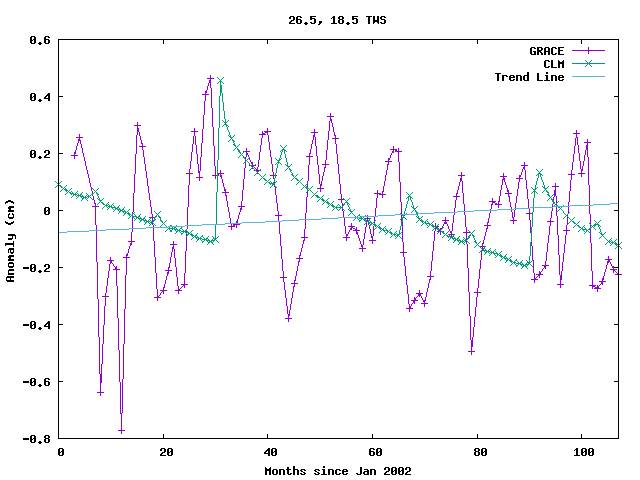 26.5, 18.5 TWS
GRACE
CLM
Trend Line
0.6
0.4
0.2
0
-0.2
-0.4
-0.6
-0.8
Anomaly (cm)
0 20 40 60 80 100
Months since Jan 2002